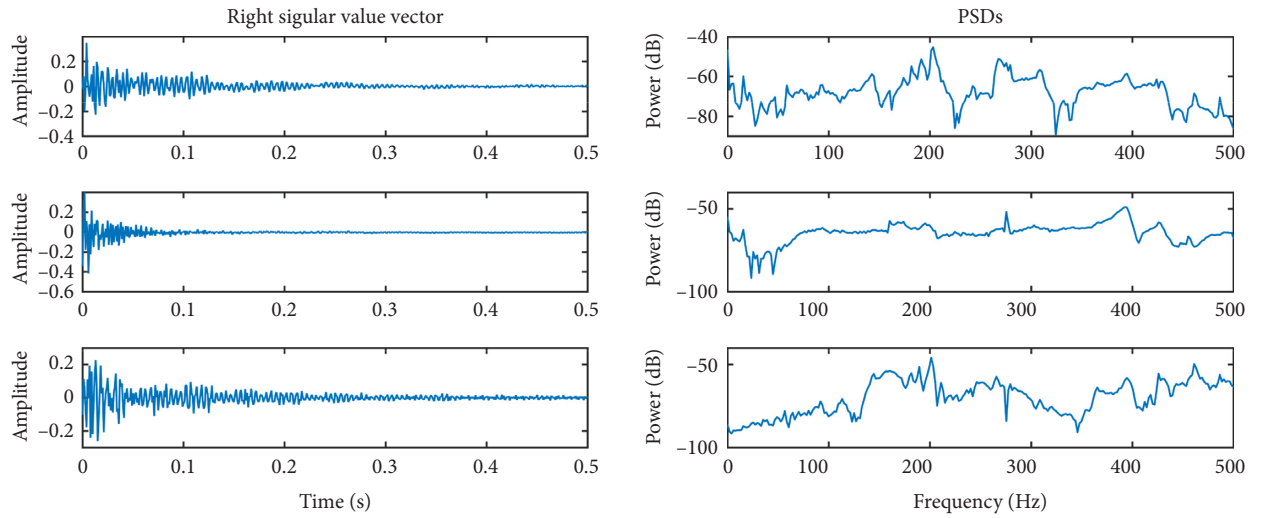 Right sigular value vector
Amplitude
0.2
0
−0.2
−0.4
0 0.1 0.2 0.3 0.4 0.5
Amplitude
0.2
0
−0.2
−0.4
−0.6
0 0.1 0.2 0.3 0.4 0.5
Amplitude
0.2
0
−0.2
0 0.1 0.2 0.3 0.4 0.5
Time (s)
PSDs
Power (dB)
−40
−60
−80
0 100 200 300 400 500
Power (dB)
−50
−100
0 100 200 300 400 500
Power (dB)
−50
−100
0 100 200 300 400 500
Frequency (Hz)